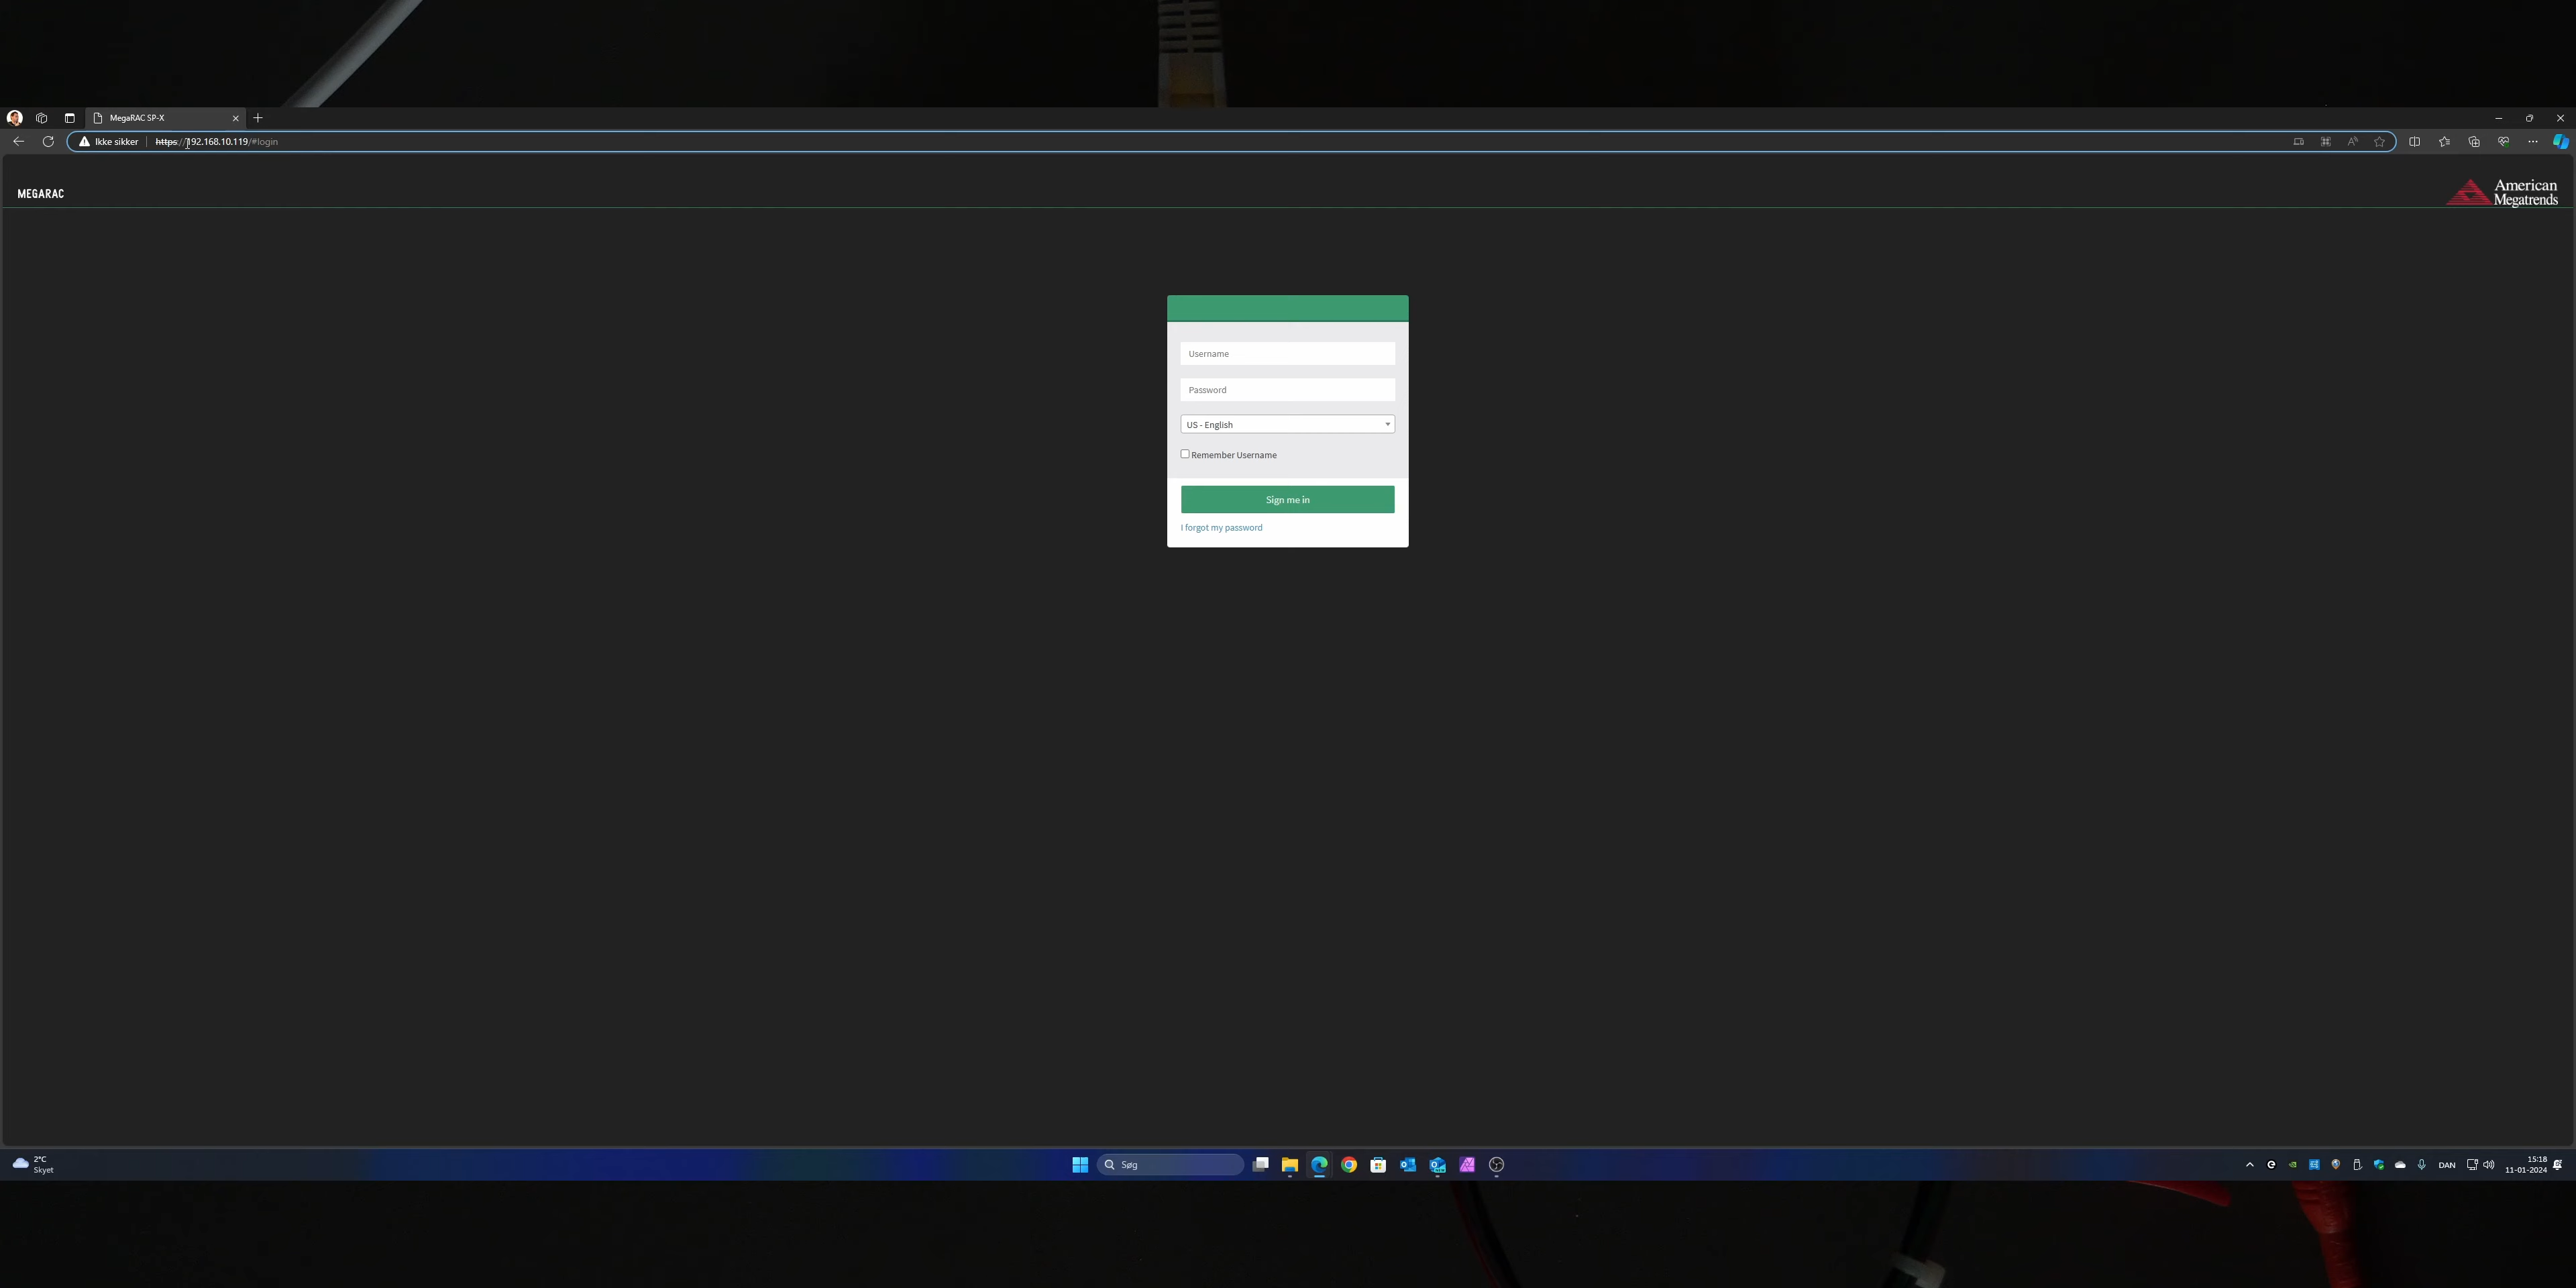 MegaRAC SP-X
Ikke sikker
https://192.168.10.119/#login
MEGARAC
American
Megatrends
Username
Password
US - English
Remember Username
Sign me in
I forgot my password
2°C
Skyet
Søg
DAN
15:18
11-01-2024